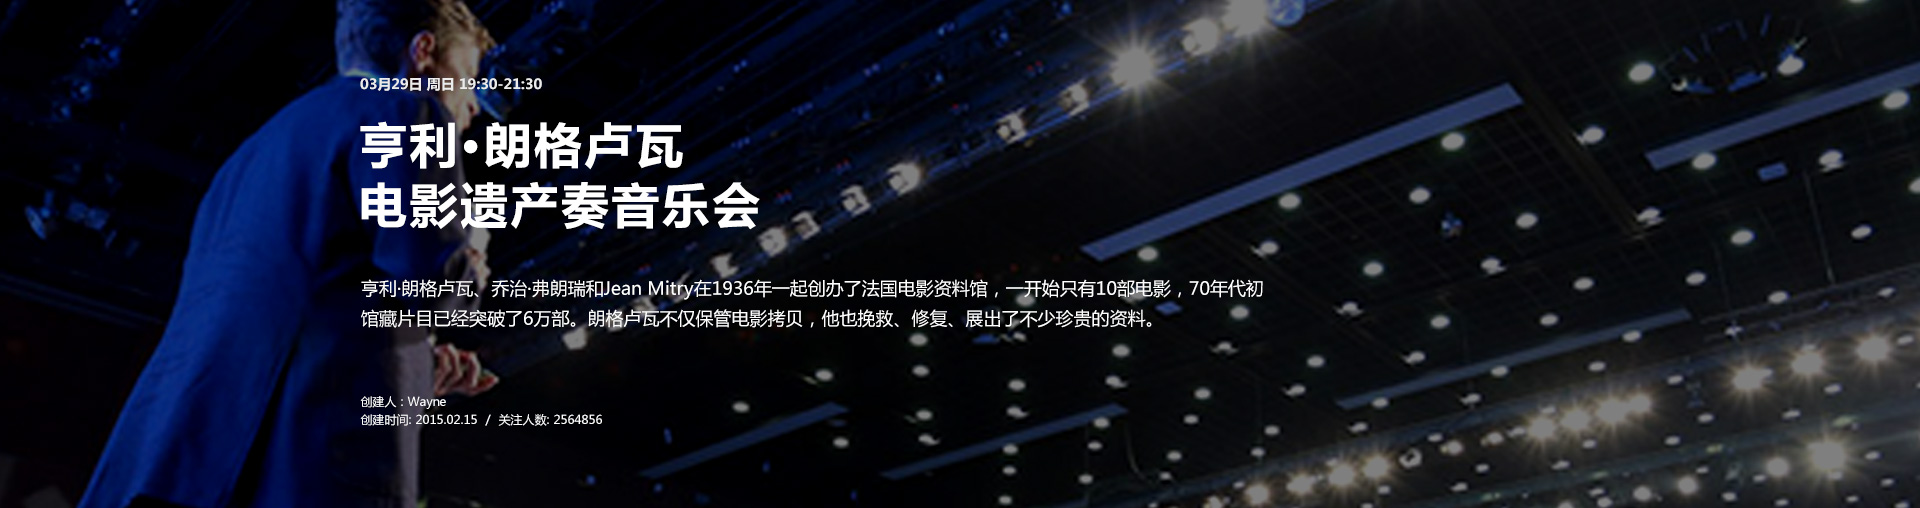 03月29日 周日 19:30-21:30
亨利·朗格卢瓦
电影遗产奏音乐会
亨利·朗格卢瓦、乔治·弗朗瑞和Jean Mitry在1936年一起创办了法国电影资料馆，一开始只有10部电影，70年代初
馆藏片目已经突破了6万部。朗格卢瓦不仅保管电影拷贝，他也挽救、修复、展出了不少珍贵的资料。
创建人：Wayne
创建时间: 2015.02.15 / 关注人数: 2564856